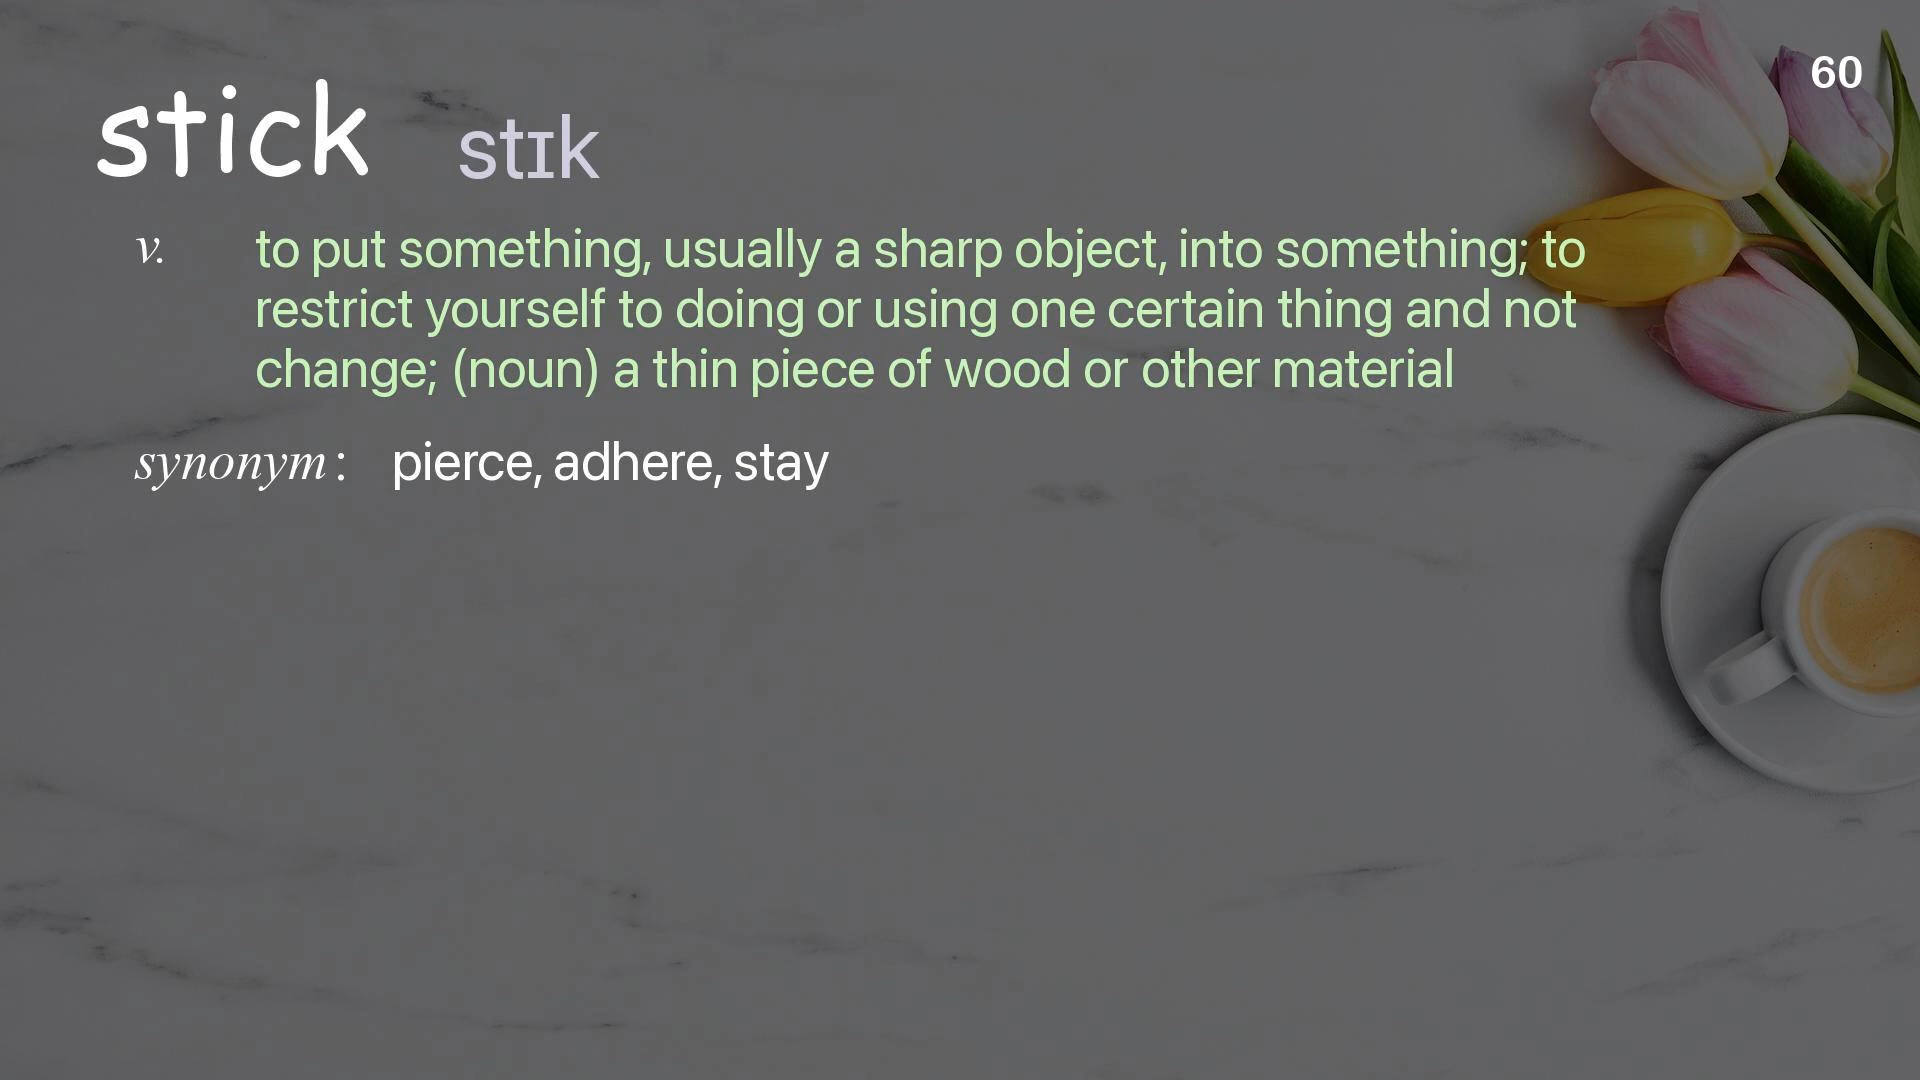 60
stick stɪk
v. to put something, usually a sharp object, into something; to
restrict yourself to doing or using one certain thing and not
change; (noun) a thin piece of wood or other material
synonym : pierce, adhere, stay